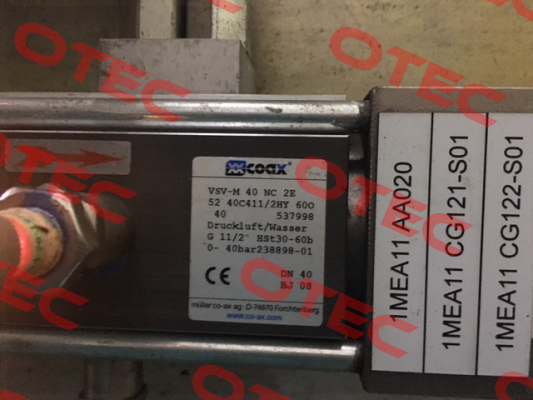 coax®
VSV-M 40 NC 2E
52 40C411/2HY 600
40 537998
Druckluft/Wasser
G 11/2" HSt30-60b
0- 40bar238898-01
CE DN 40
BJ 08
müller co-ax ag · D-74670 Forchtenberg
www.co-ax.com
1MEA11 AA020
1MEA11 CG121-S01
1MEA11 CG122-S01
OTEC
OTEC
OTEC
OTEC
OTEC
OTEC